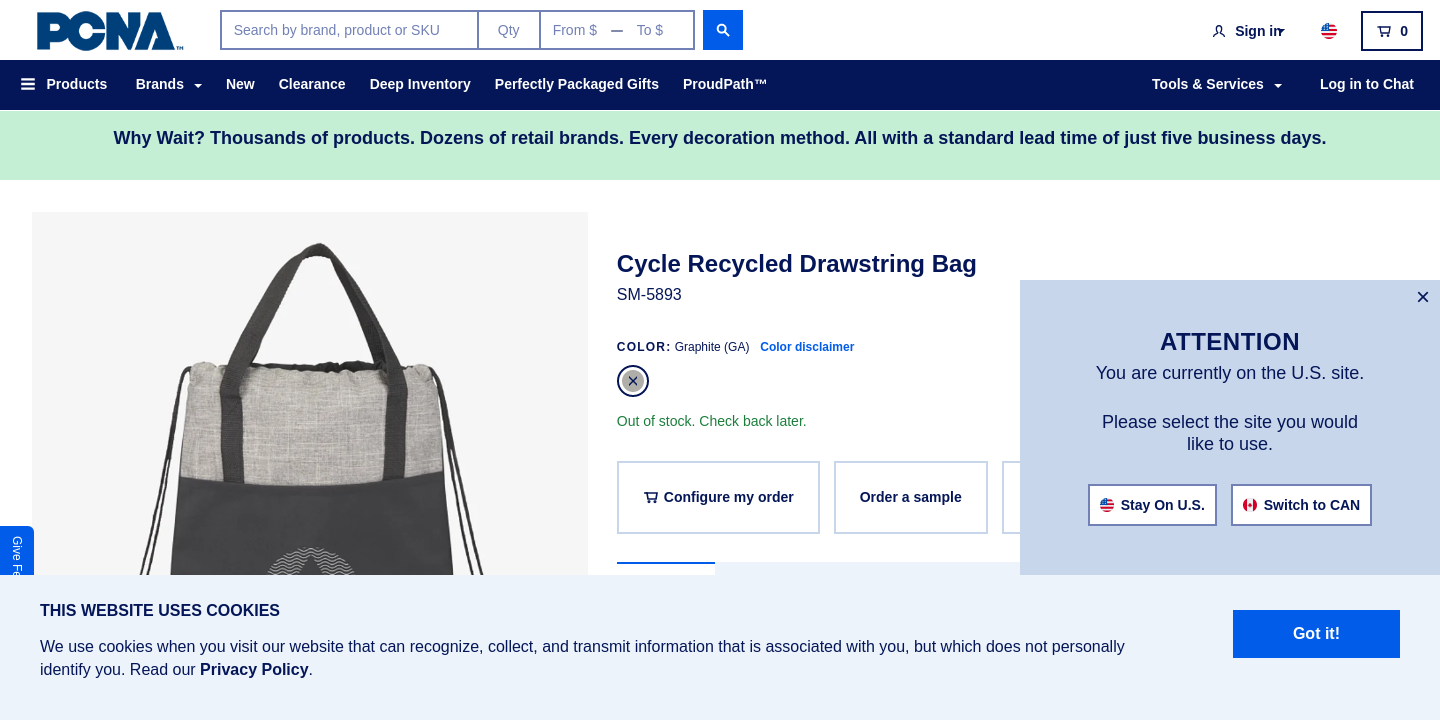 PCNA™
Search by brand, product or SKU
Qty
From $ — To $
Sign in
0
Products
Brands
New
Clearance
Deep Inventory
Perfectly Packaged Gifts
ProudPath™
Tools & Services
Log in to Chat
Why Wait? Thousands of products. Dozens of retail brands. Every decoration method. All with a standard lead time of just five business days.
Cycle Recycled Drawstring Bag
SM-5893
COLOR: Graphite (GA) Color disclaimer
Out of stock. Check back later.
Configure my order
Order a sample
ATTENTION
You are currently on the U.S. site.
Please select the site you would
like to use.
Stay On U.S.
Switch to CAN
Give
THIS WEBSITE USES COOKIES
We use cookies when you visit our website that can recognize, collect, and transmit information that is associated with you, but which does not personally
identify you. Read our Privacy Policy.
Got it!